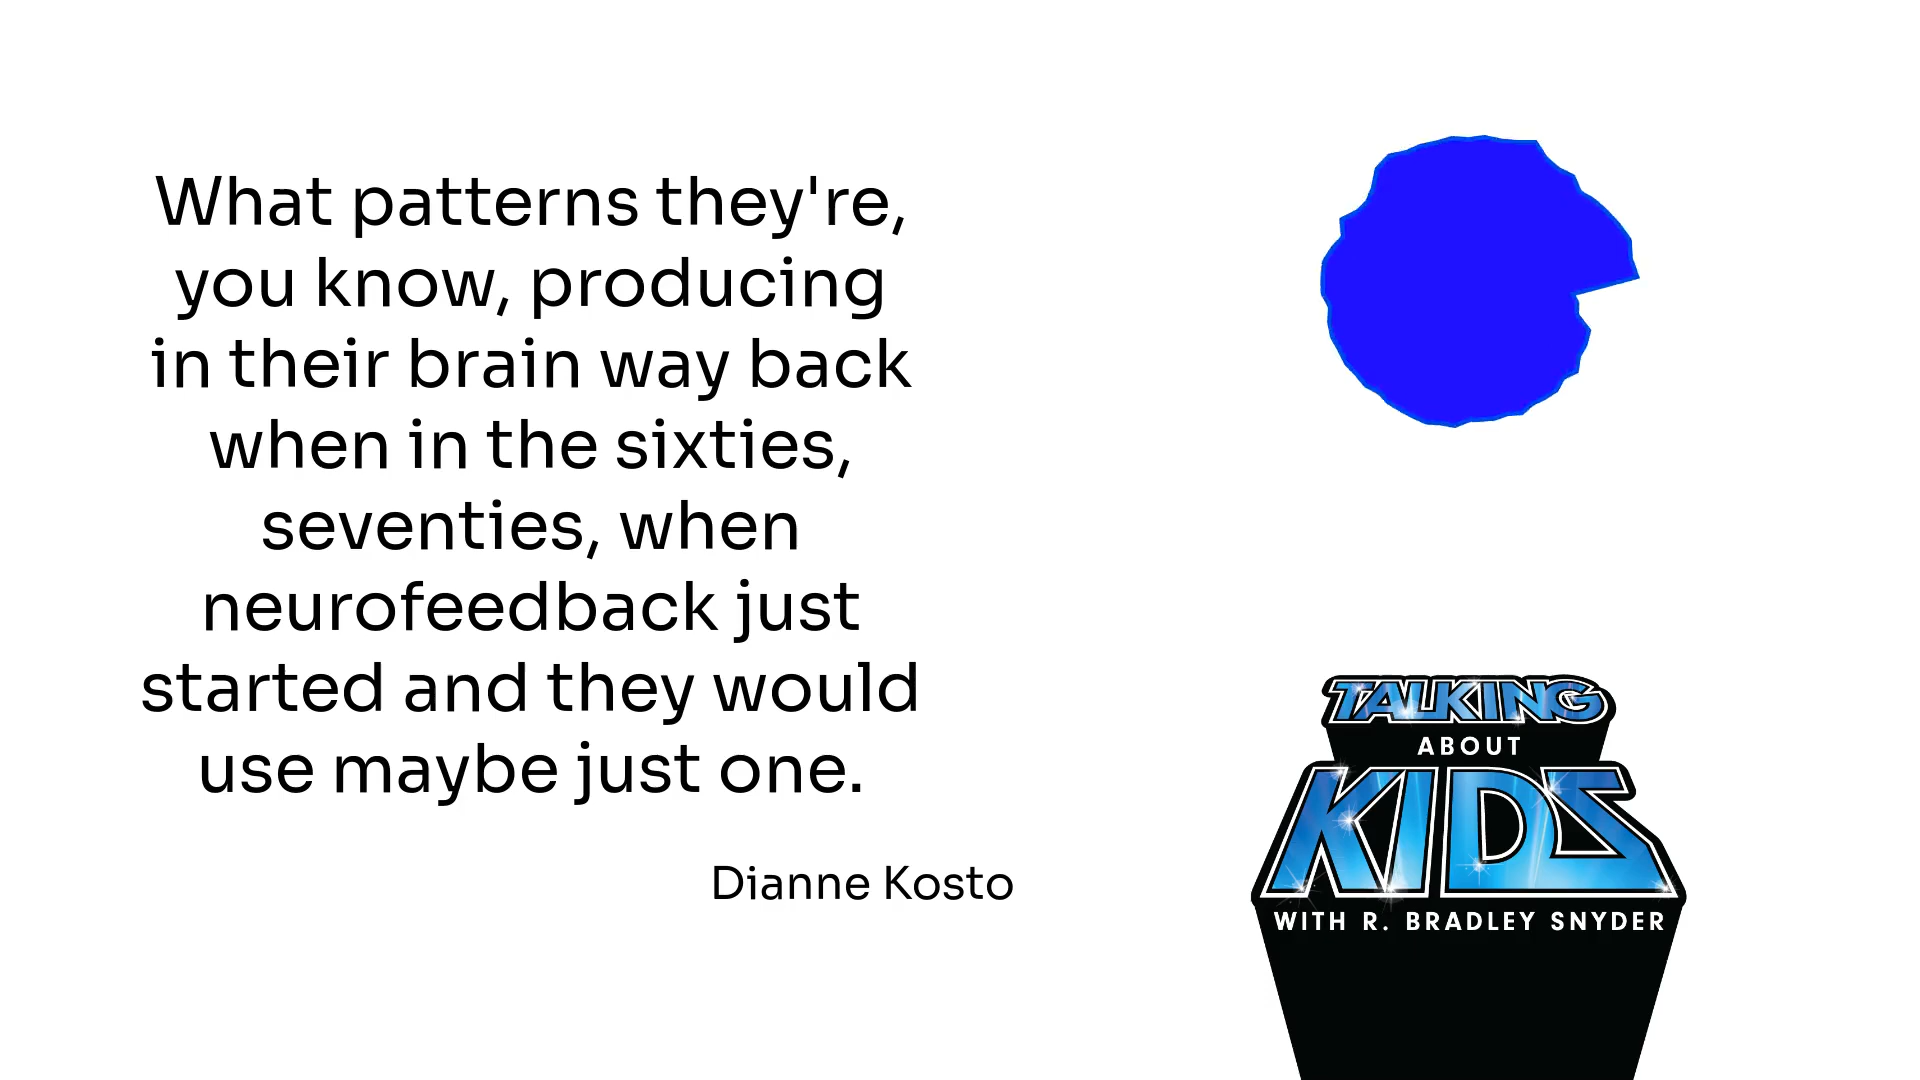 What patterns they're,
you know, producing
in their brain way back
when in the sixties,
seventies, when
neurofeedback just
started and they would
use maybe just one.
Dianne Kosto
TALKING
ABOUT
KIDS
WITH R. BRADLEY SNYDER